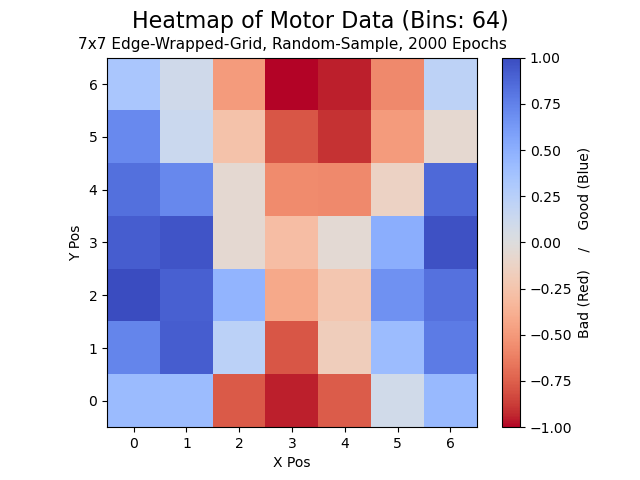 Heatmap of Motor Data (Bins: 64)
7x7 Edge-Wrapped-Grid, Random-Sample, 2000 Epochs
6
5
4
3
2
1
0
Y Pos
0 1 2 3 4 5 6
X Pos
1.00
0.75
0.50
0.25
0.00
−0.25
−0.50
−0.75
−1.00
Bad (Red) / Good (Blue)